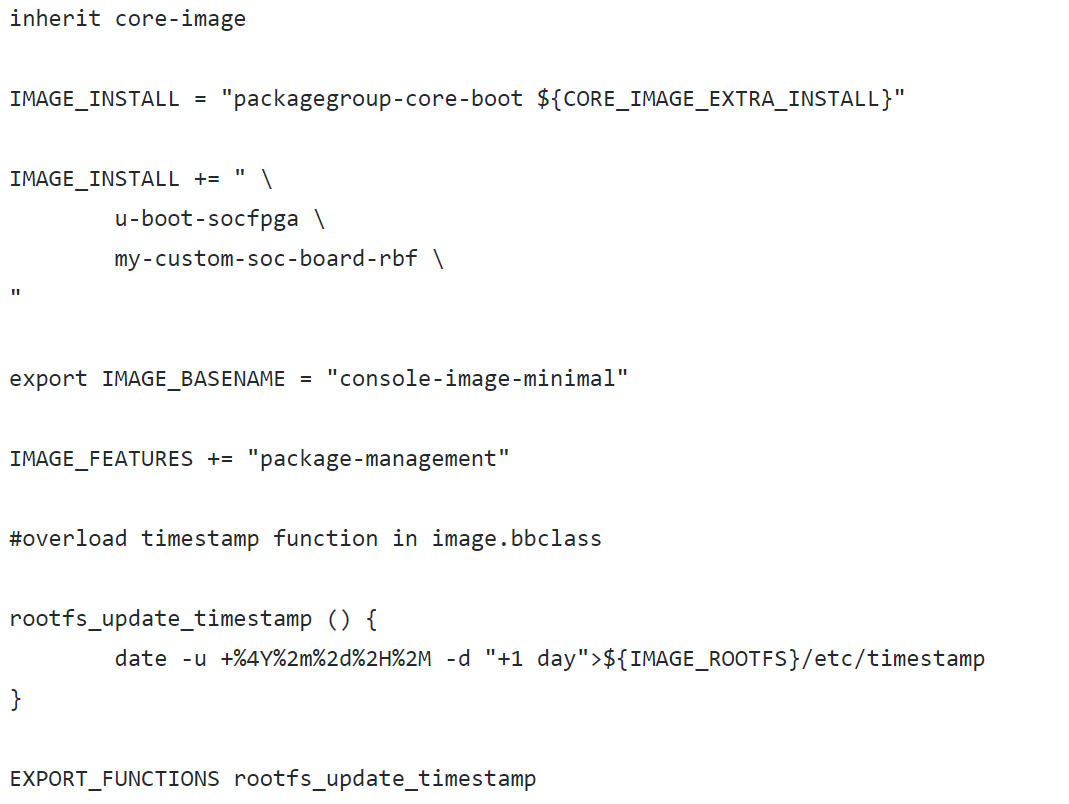 inherit core-image
IMAGE_INSTALL = "packagegroup-core-boot ${CORE_IMAGE_EXTRA_INSTALL}"
IMAGE_INSTALL += " \
        u-boot-socfpga \
        my-custom-soc-board-rbf \
"
export IMAGE_BASENAME = "console-image-minimal"
IMAGE_FEATURES += "package-management"
#overload timestamp function in image.bbclass
rootfs_update_timestamp () {
        date -u +%4Y%2m%2d%2H%2M -d "+1 day">${IMAGE_ROOTFS}/etc/timestamp
}
EXPORT_FUNCTIONS rootfs_update_timestamp